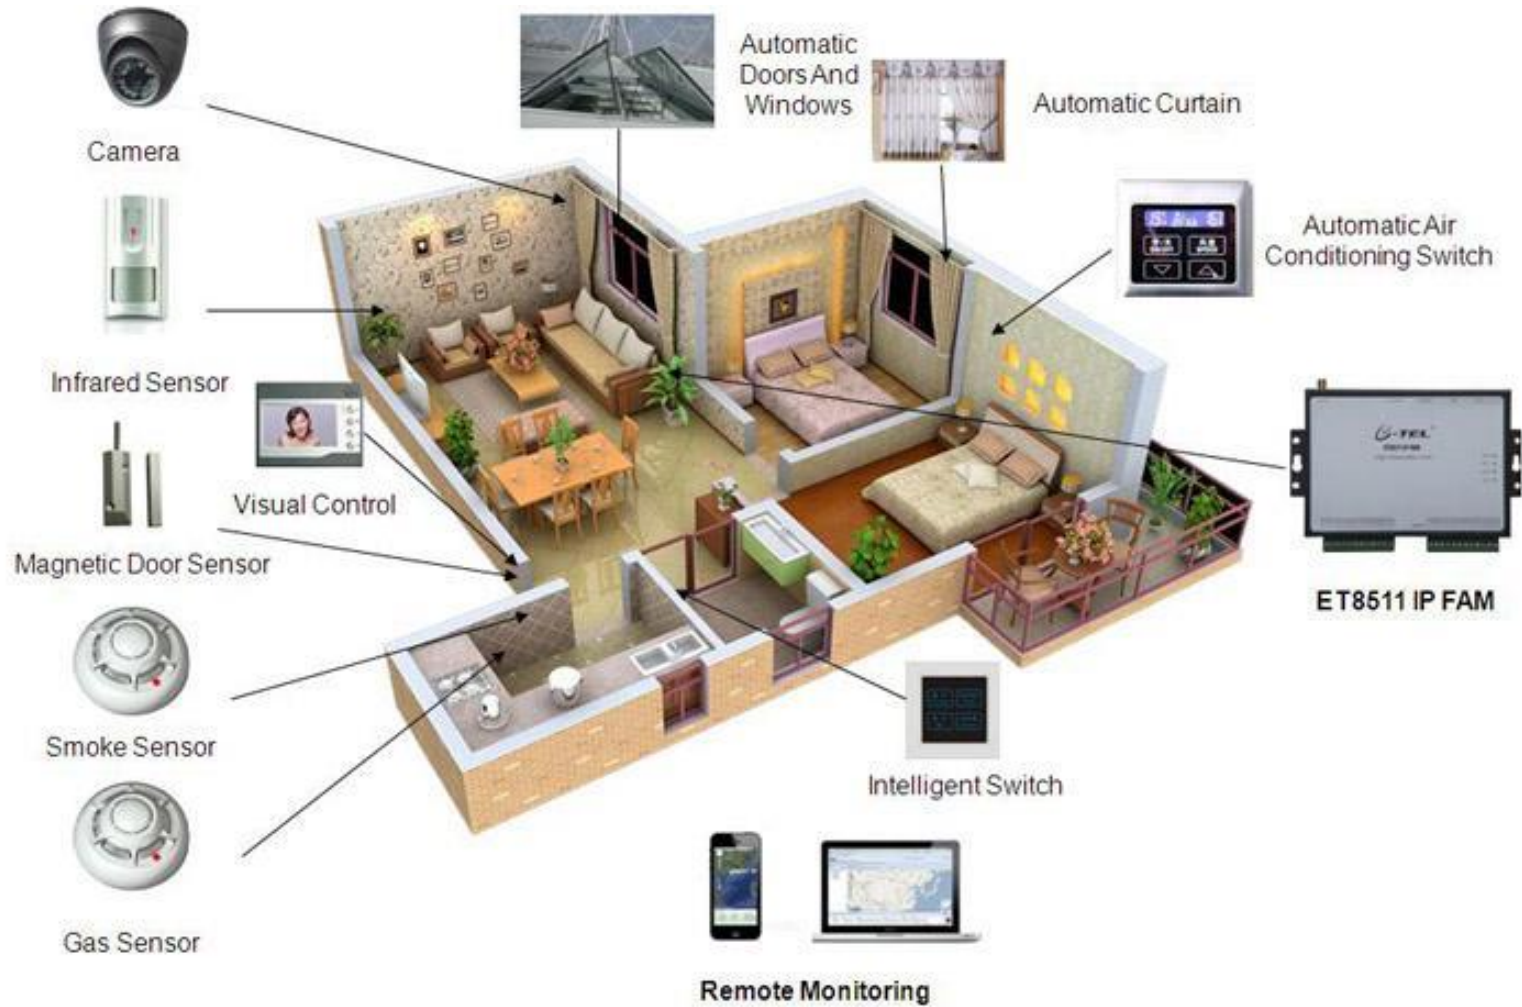 Automatic
Doors And
Windows
Automatic Curtain
Camera
Automatic Air
Conditioning Switch
Infrared Sensor
Visual Control
Magnetic Door Sensor
ET8511 IP FAM
Smoke Sensor
Intelligent Switch
Gas Sensor
Remote Monitoring